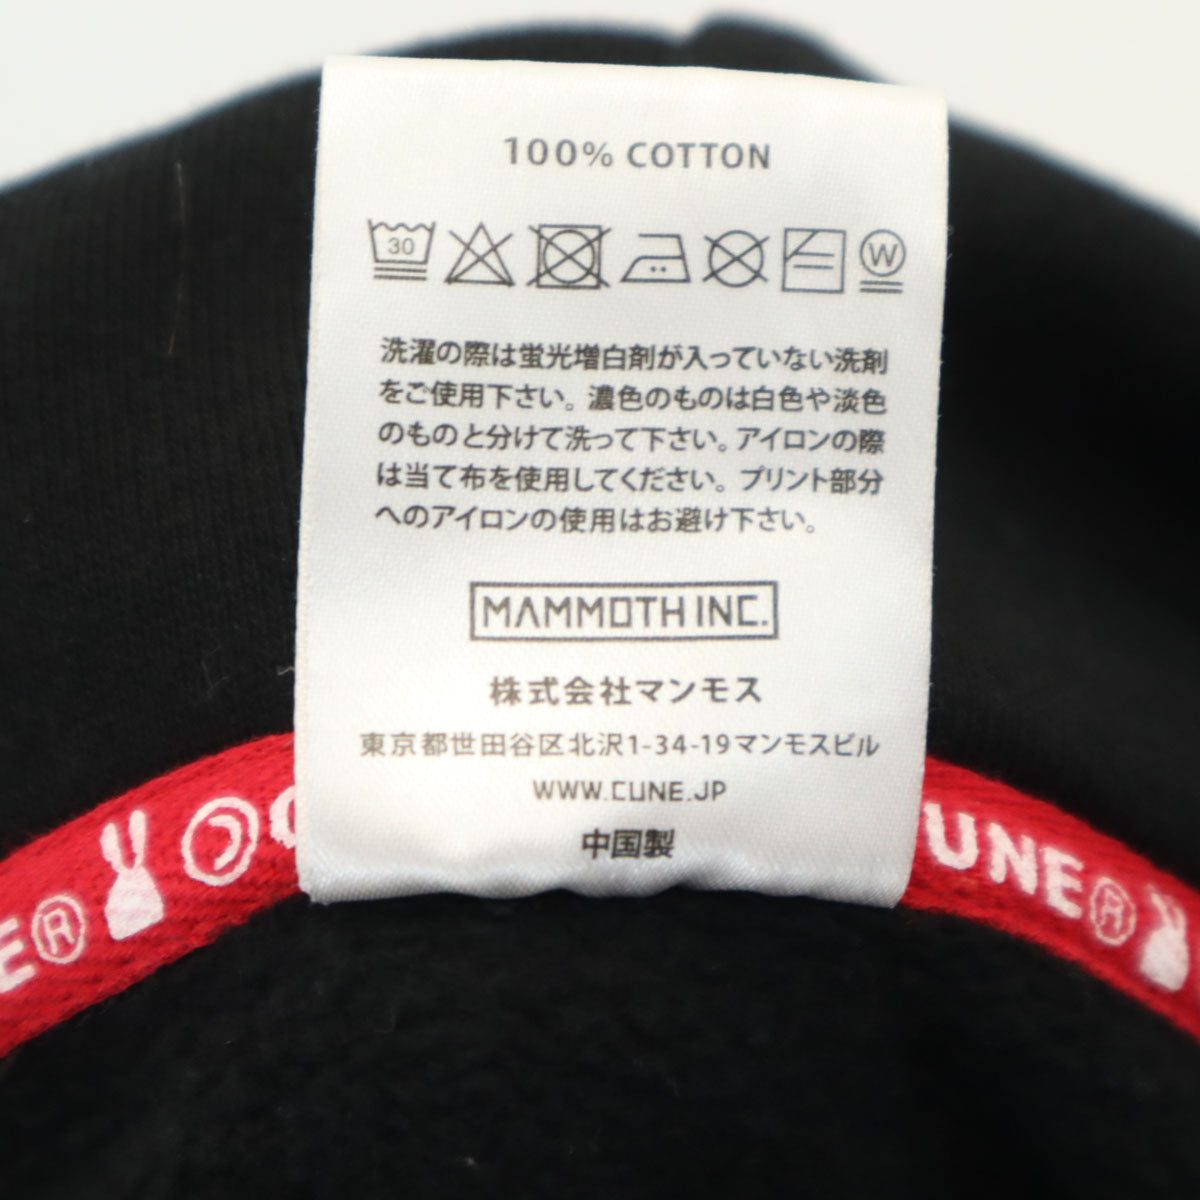 100% COTTON
30
W
洗濯の際は蛍光増白剤が入っていない洗剤
をご使用下さい。濃色のものは白色や淡色
のものと分けて洗って下さい。アイロンの際
は当て布を使用してください。プリント部分
へのアイロンの使用はお避け下さい。
MAMMOTH INC.
株式会社マンモス
東京都世田谷区北沢1-34-19マンモスビル
WWW.CUNE.JP
中国製
E®
UNE®